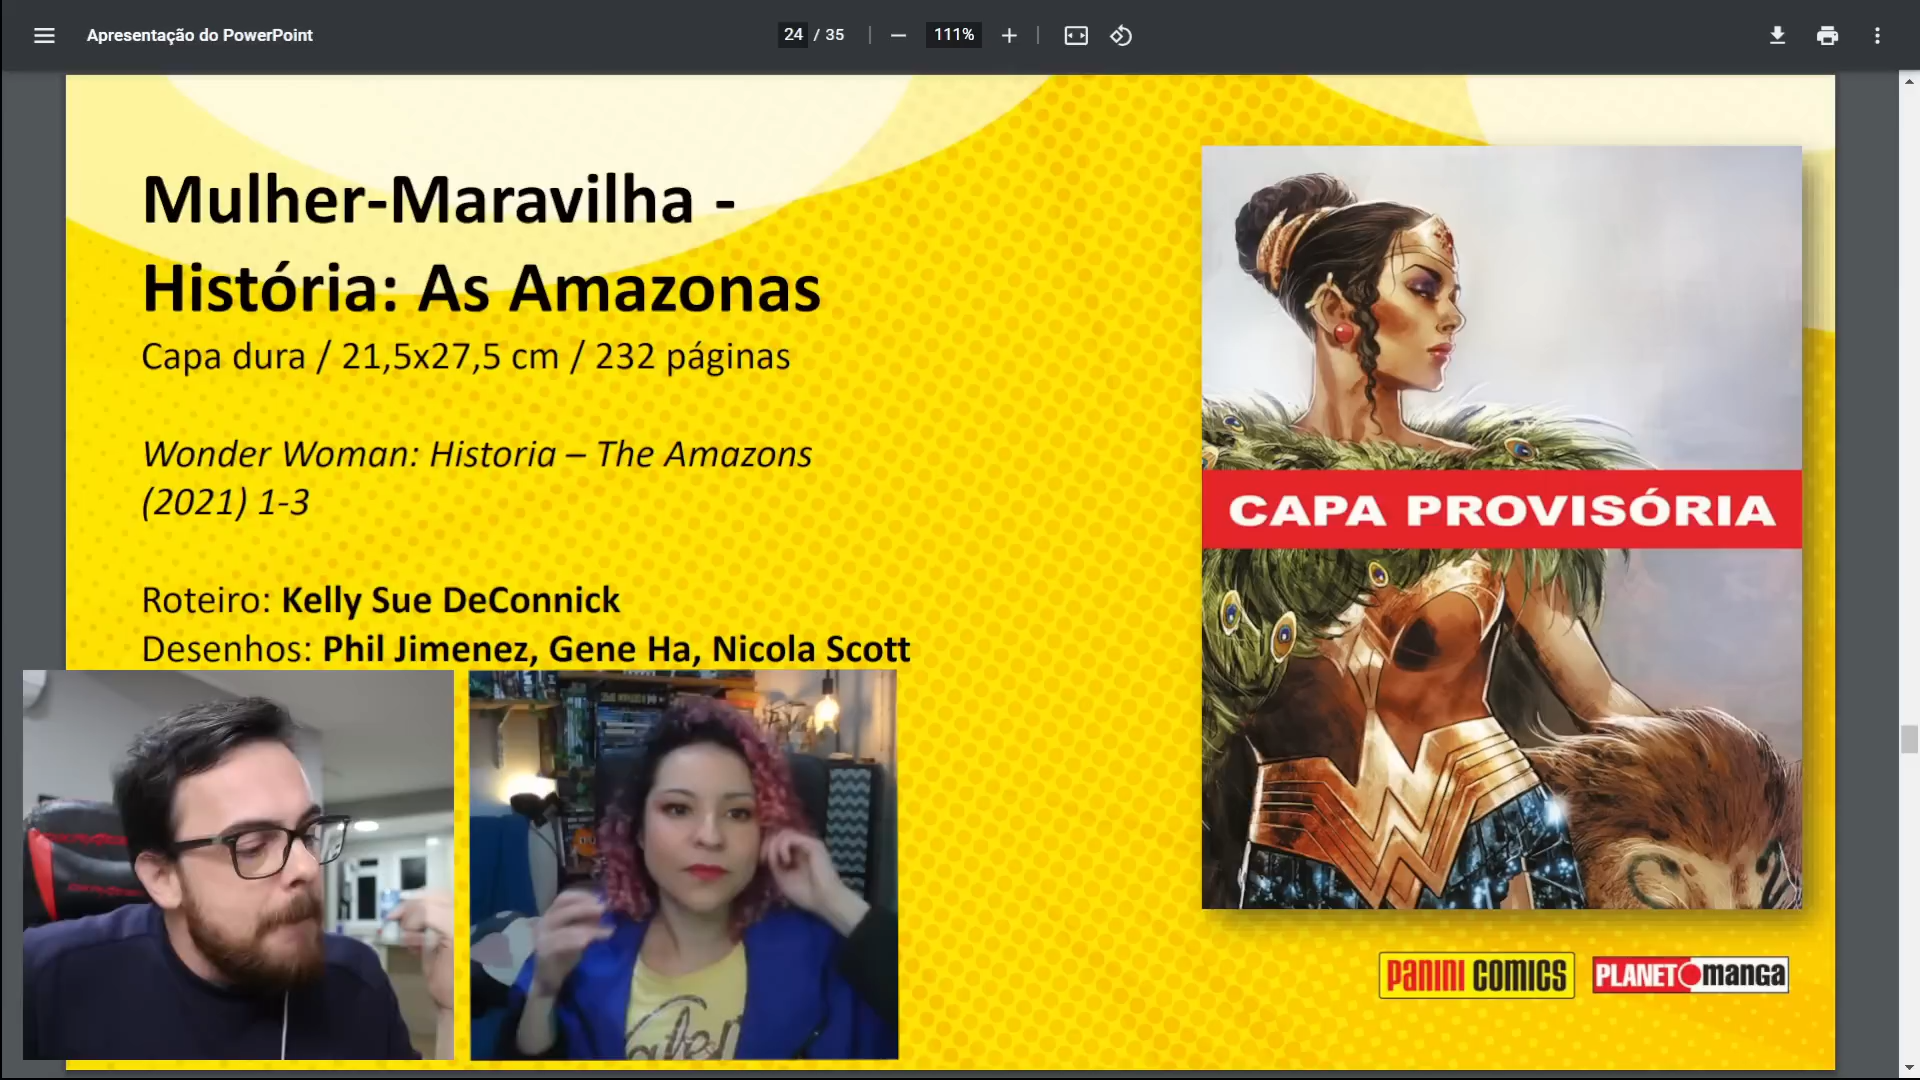 Apresentação do PowerPoint
24 / 35
111%
Mulher-Maravilha -
História: As Amazonas
Capa dura / 21,5x27,5 cm / 232 páginas
Wonder Woman: Historia – The Amazons
(2021) 1-3
Roteiro: Kelly Sue DeConnick
Desenhos: Phil Jimenez, Gene Ha, Nicola Scott
CAPA PROVISÓRIA
PANINI COMICS
PLANET manga